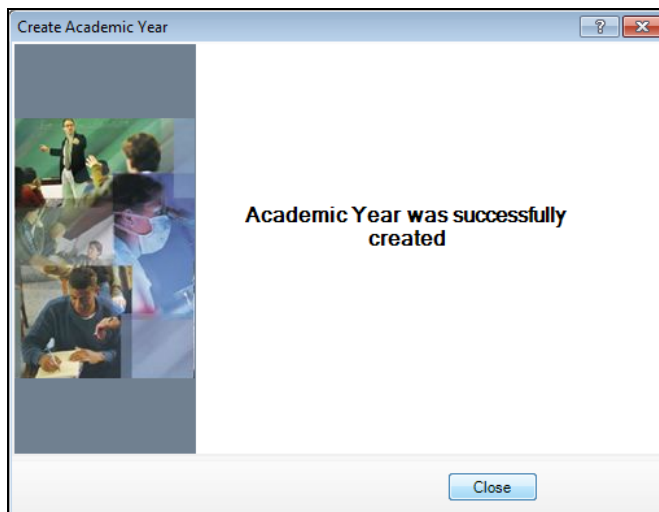 Create Academic Year
?
Academic Year was successfully
created
Close